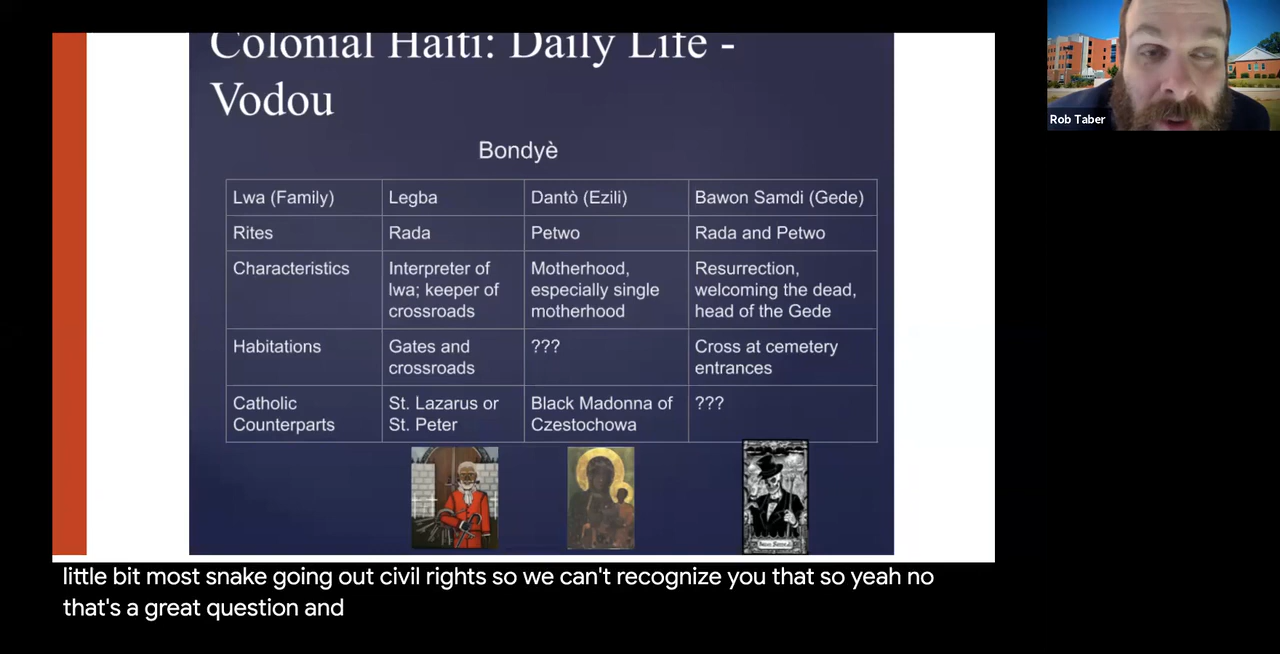 Colonial Haiti: Daily Life -
Vodou
Bondyè
Lwa (Family)
Legba
Dantò (Ezili)
Bawon Samdi (Gede)
Rites
Rada
Petwo
Rada and Petwo
Characteristics
Interpreter of
lwa; keeper of
crossroads
Motherhood,
especially single
motherhood
Resurrection,
welcoming the dead,
head of the Gede
Habitations
Gates and
crossroads
???
Cross at cemetery
entrances
Catholic
Counterparts
St. Lazarus or
St. Peter
Black Madonna of
Czestochowa
???
Rob Taber
little bit most snake going out civil rights so we can't recognize you that so yeah no
that's a great question and